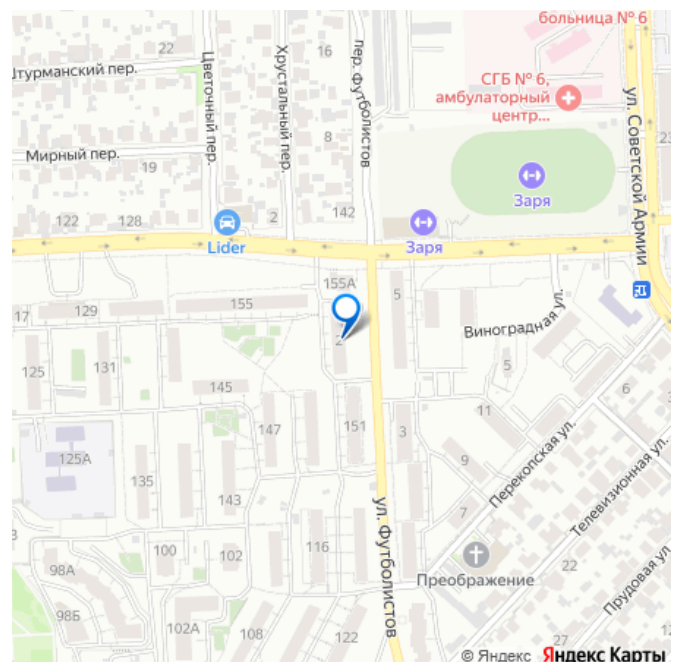 больница № 6
22
Штурманский пер.
Цветочный пер.
Хрустальный пер.
16
пер. Футболистов
СГБ № 6,
амбулаторный
центр...
ул. Советской Армии
23
8
Мирный пер.
19
Заря
122
128
2
142
Lider
Заря
155А
5
17
129
155
2
Виноградная ул.
125
131
5
6
145
11
147
151
3
Перекопская ул.
125А
9
135
143
Телевизионная ул.
7
ул. Футболистов
100
102
116
98А
Преображение
22
98Б
Прудовая ул.
102А
108
122
27
© Яндекс Яндекс Карты